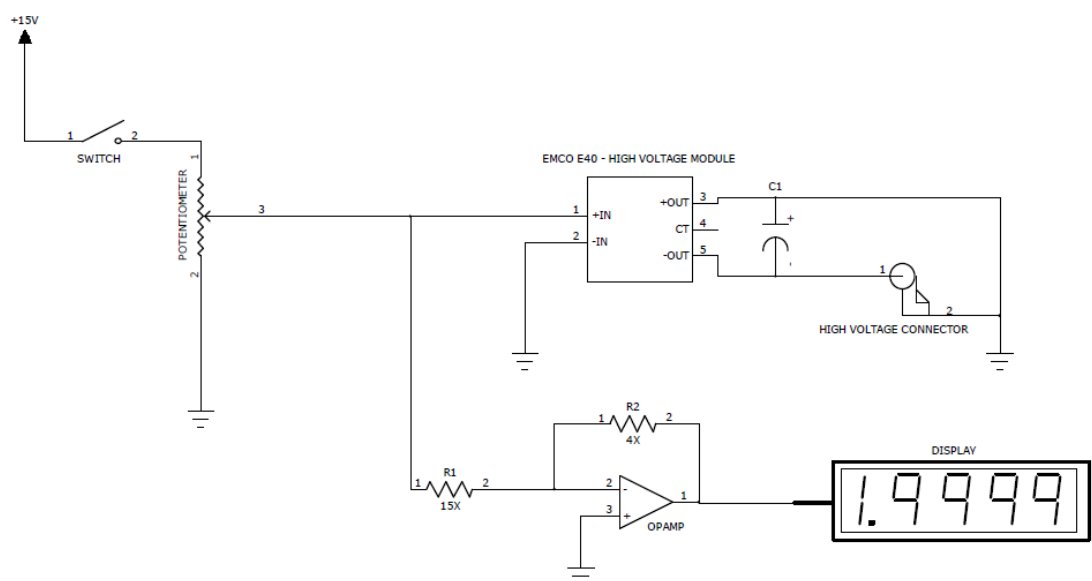 +15V
1
2
SWITCH
1
POTENTIOMETER
2
3
EMCO E40 - HIGH VOLTAGE MODULE
1
+IN
2
-IN
+OUT
3
CT
4
-OUT
5
C1
+
-
1
2
HIGH VOLTAGE CONNECTOR
R2
1
2
4X
R1
1
2
15X
2
-
3
+
1
OPAMP
DISPLAY
1.9999